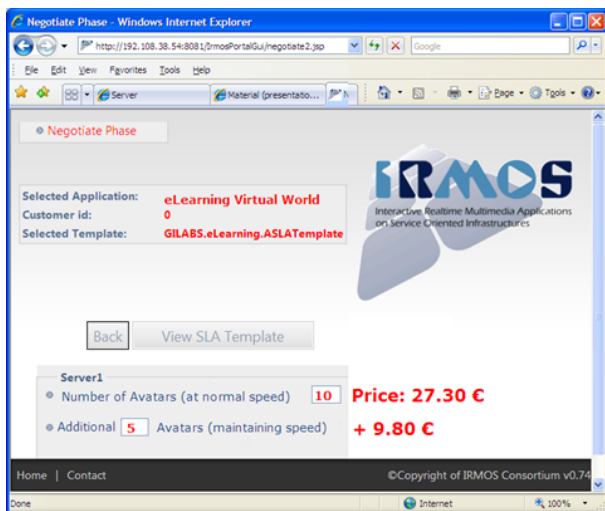 Negotiate Phase - Windows Internet Explorer
http://192.108.38.54:8081/IrmosPortalGui/negotiate2.jsp
Google
File Edit View Favorites Tools Help
Server
Material (presentatio...
N
Page
Tools
Negotiate Phase
IRMOS
Interactive Realtime Multimedia Applications
on Service Oriented Infrastructures
Selected Application: eLearning Virtual World
Customer id: 0
Selected Template: GILABS.eLearning.ASLATemplate
Back
View SLA Template
Server1
Number of Avatars (at normal speed) 10 Price: 27.30 €
Additional 5 Avatars (maintaining speed) + 9.80 €
Home | Contact ©Copyright of IRMOS Consortium v0.74
Done Internet 100%